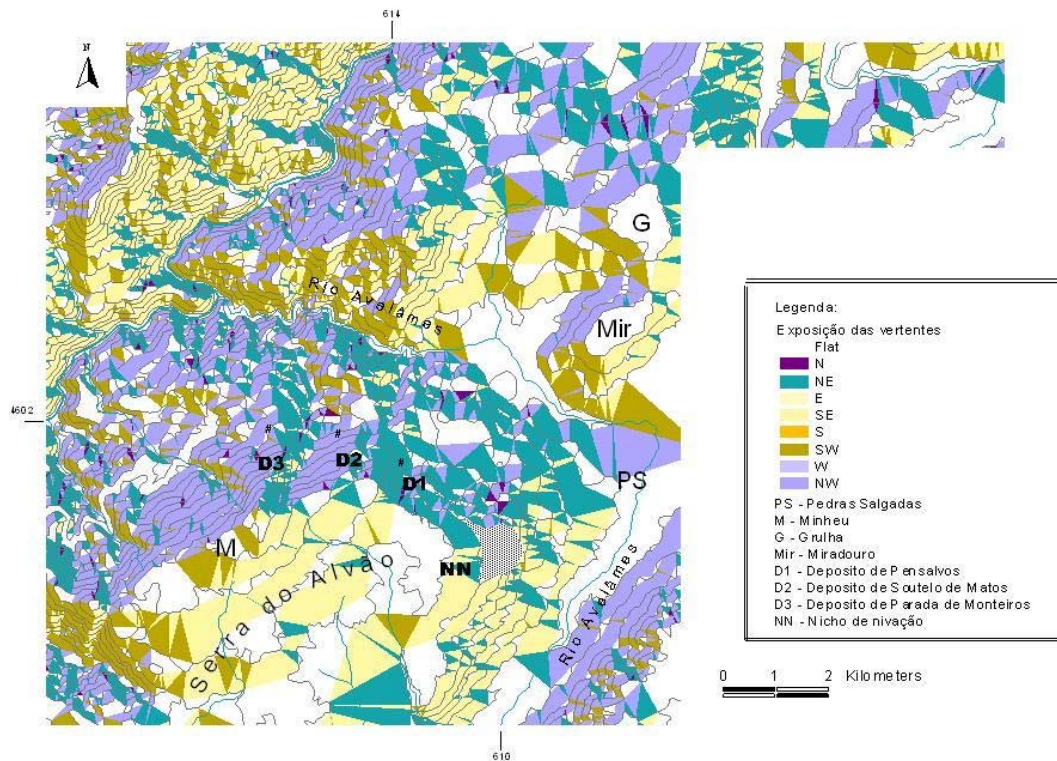 614
N
G
Rio Avelâmes
Mir
4602
D3
D2
D1
PS
M
NN
Serra do Alvão
Rio Avelâmes
610
Legenda:
Exposição das vertentes
Flat
N
NE
E
SE
S
SW
W
NW
PS - Pedras Salgadas
M - Minheu
G - Grulha
Mir - Miradouro
D1 - Deposito de Pensalvos
D2 - Deposito de Soutelo de Matos
D3 - Deposito de Parada de Monteiros
NN - Nicho de nivação
0 1 2 Kilometers